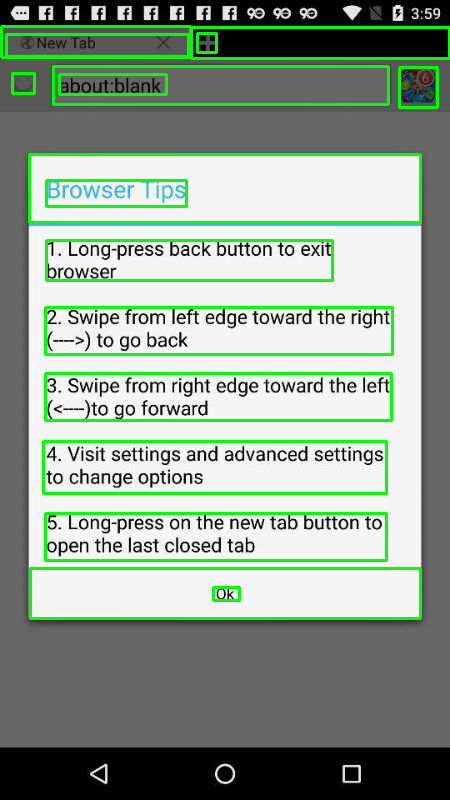 3:59
New Tab
about:blank
6
Browser Tips
1. Long-press back button to exit
browser
2. Swipe from left edge toward the right
(---->) to go back
3. Swipe from right edge toward the left
(<----)to go forward
4. Visit settings and advanced settings
to change options
5. Long-press on the new tab button to
open the last closed tab
Ok